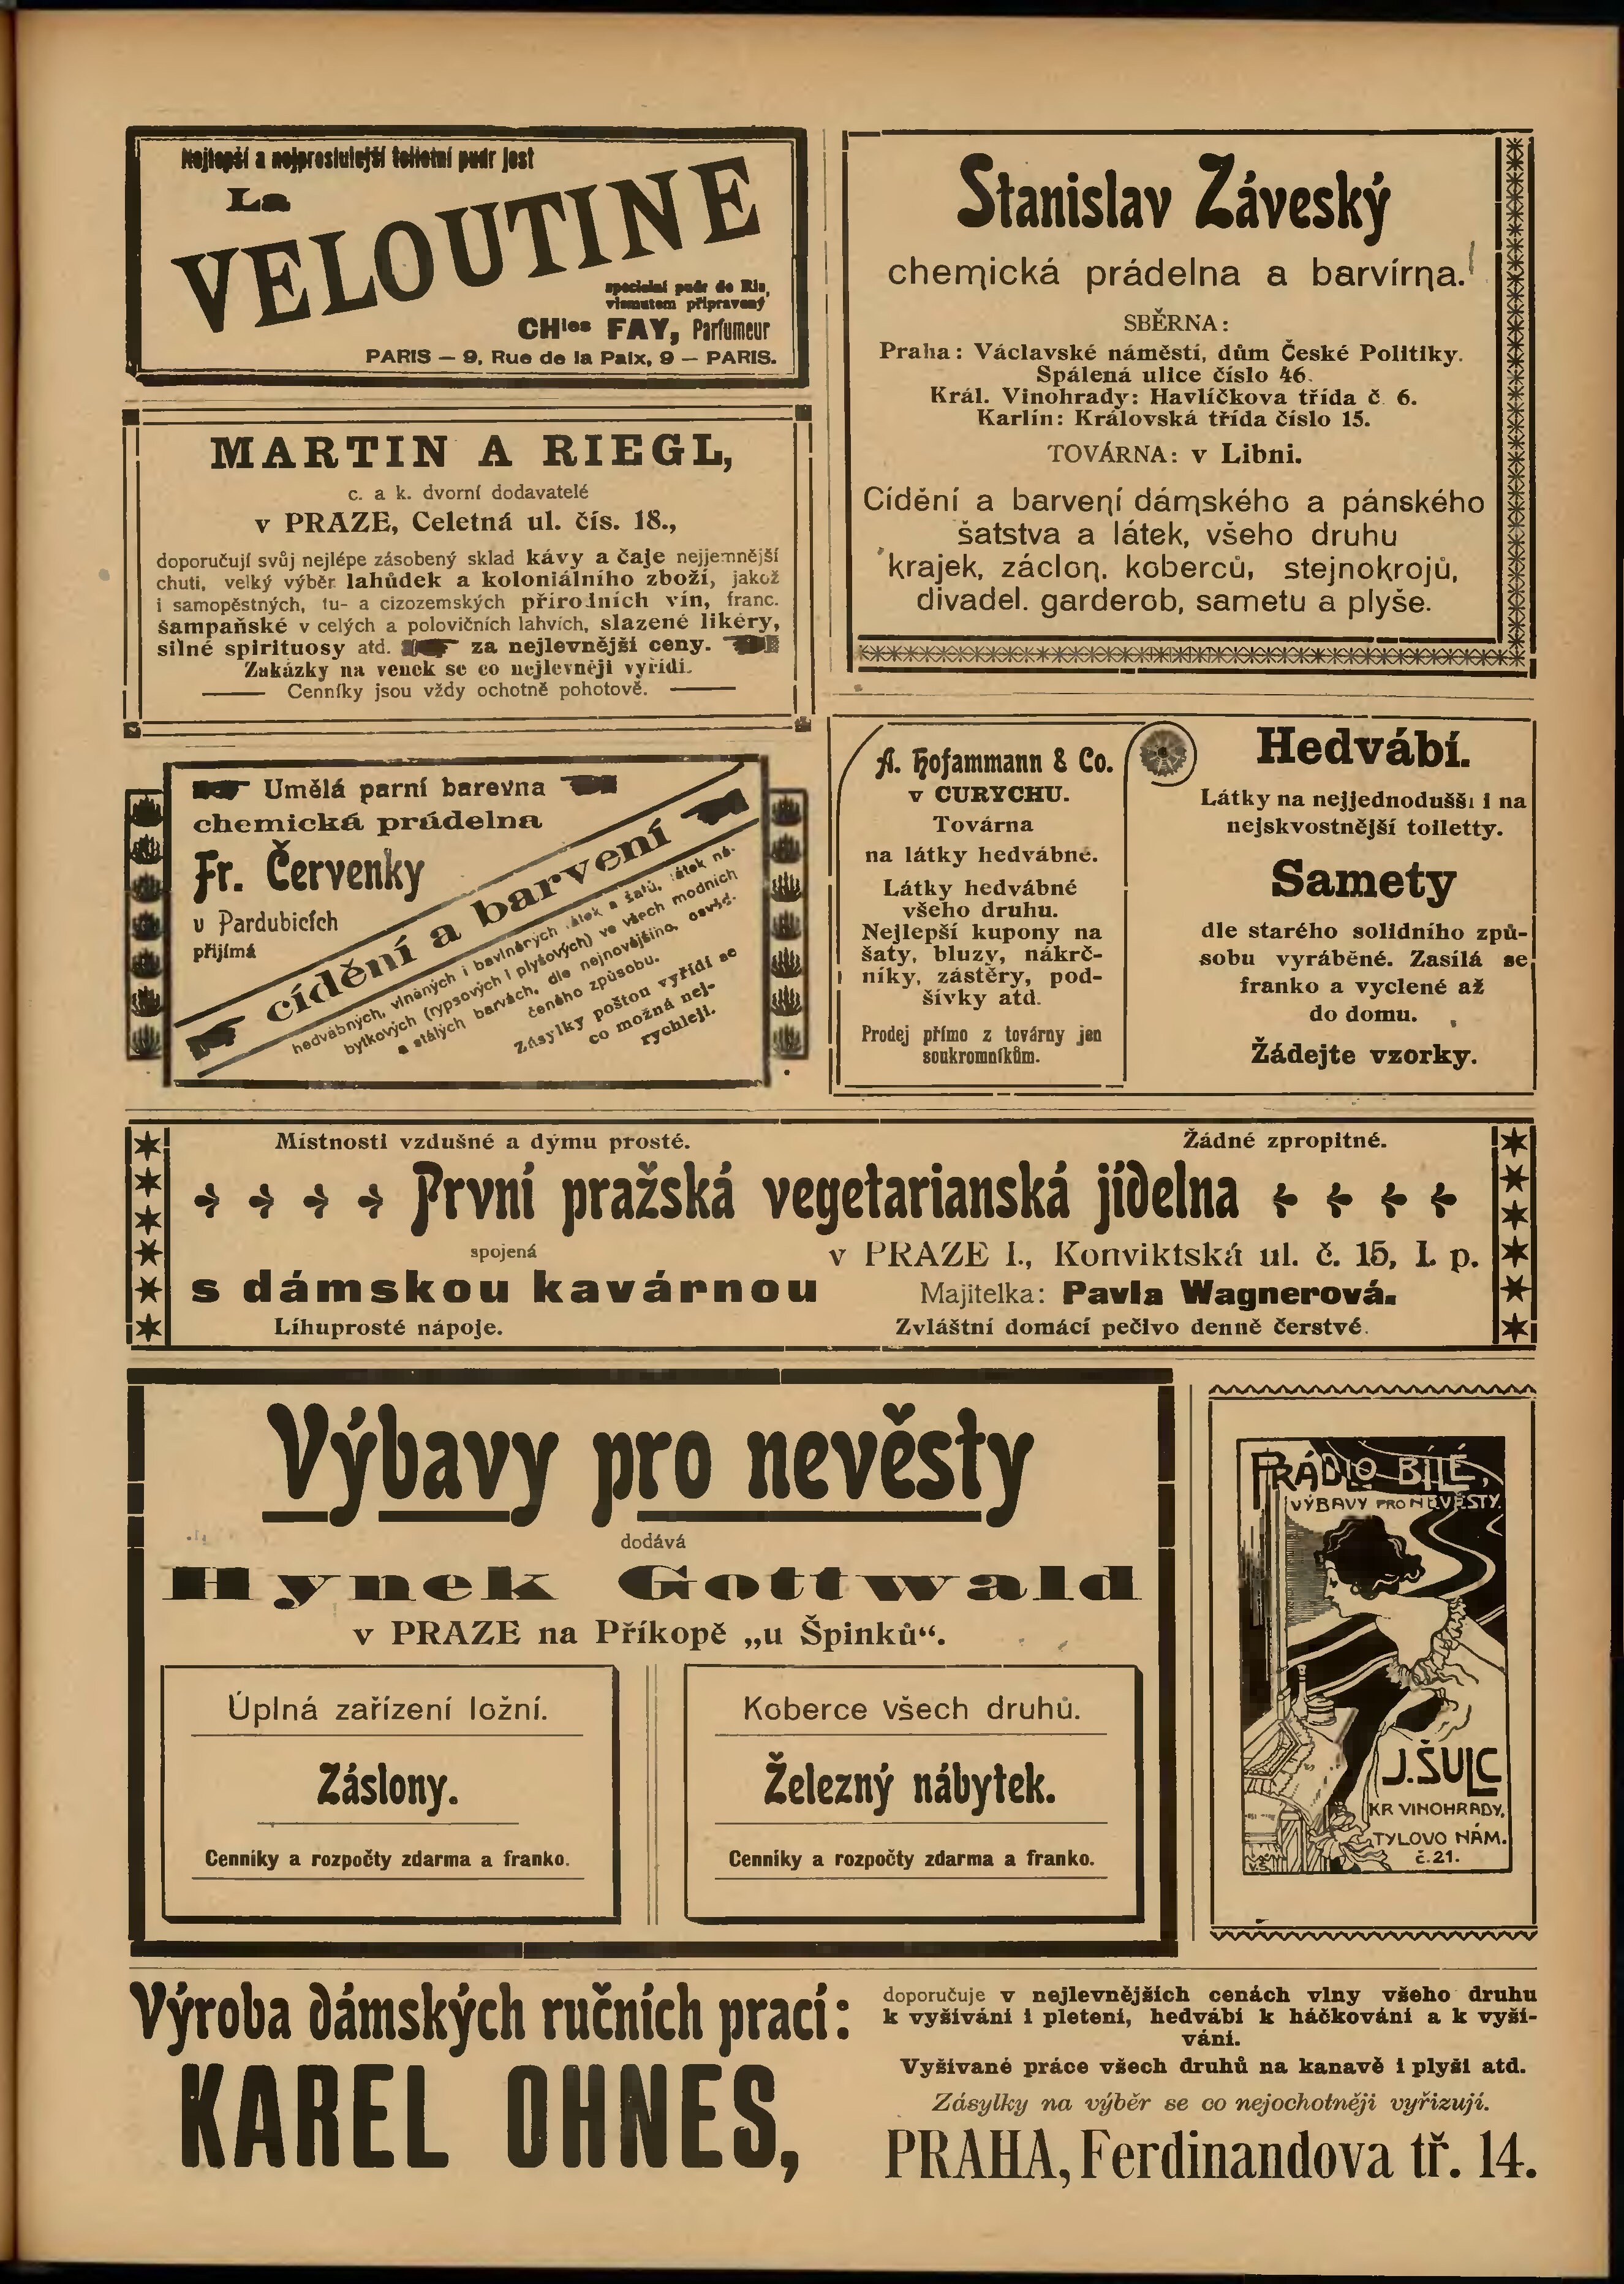 Nejlepší a nejproslulejší toiletní pudr jest
La
VELOUTINE
specialní pudr de Riz,
vismutem připravený
CHles FAY, Parfumeur
PARIS — 9, Rue de la Paix, 9 — PARIS.
MARTIN A RIEGL,
c. a k. dvorní dodavatelé
v PRAZE, Celetná ul. čís. 18.,
doporučují svůj nejlépe zásobený sklad kávy a čaje nejjemnější
chuti, velký výběr lahůdek a koloniálního zboží, jakož
i samopěstných, tu- a cizozemských přírodních vín, franc.
šampaňské v celých a polovičních lahvích, slazené likéry,
silné spirituosy atd. za nejlevnější ceny.
Zakázky na venek se co nejlevněji vyřídí.
Cenníky jsou vždy ochotně pohotově.
Umělá parní barevna
chemická prádelna
Fr. Červenky
v Pardubicích
přijímá
cídění a barvení
hedvábných, vlněných i bavlněných látek a šatů, látek ná-
bytkových (rypsových i plyšových) ve všech modních
a stálých barvách, dle nejnovějšího, osvěd-
čeného způsobu.
Zásylky poštou vyřídí se
co možná nej-
rychleji.
Stanislav Záveský
chemická prádelna a barvírna.
SBĚRNA:
Praha: Václavské náměstí, dům České Politiky.
Spálená ulice číslo 46.
Král. Vinohrady: Havlíčkova třída č. 6.
Karlín: Královská třída číslo 15.
TOVÁRNA: v Libni.
Cídění a barvení dámského a pánského
šatstva a látek, všeho druhu
krajek, záclon, koberců, stejnokrojů,
divadel. garderob, sametu a plyše.
A. Hofammann & Co.
v CURYCHU.
Továrna
na látky hedvábné.
Látky hedvábné
všeho druhu.
Nejlepší kupony na
šaty, bluzy, nákrč-
níky, zástěry, pod-
šívky atd.
Prodej přímo z továrny jen
soukromníkům.
Hedvábí.
Látky na nejjednodušší i na
nejskvostnější toiletty.
Samety
dle starého solidního způ-
sobu vyráběné. Zasílá se
franko a vyclené až
do domu.
Žádejte vzorky.
Místnosti vzdušné a dýmu prosté.
Žádné zpropitné.
První pražská vegetarianská jídelna
spojená
s dámskou kavárnou
v PRAZE I., Konviktská ul. č. 15, I. p.
Majitelka: Pavla Wagnerová.
Líhuprosté nápoje.
Zvláštní domácí pečivo denně čerstvé.
Výbavy pro nevěsty
dodává
Hynek Gottwald
v PRAZE na Příkopě „u Špinků“.
Úplná zařízení ložní.
Záslony.
Cenníky a rozpočty zdarma a franko.
Koberce všech druhů.
Železný nábytek.
Cenníky a rozpočty zdarma a franko.
PRÁDLO BÍLÉ,
VÝBAVY PRO NEVĚSTY.
J. ŠULC
KR VINOHRADY,
TYLOVO NÁM.
č. 21.
Výroba dámských ručních prací:
KAREL OHNES,
doporučuje v nejlevnějších cenách vlny všeho druhu
k vyšívání i pletení, hedvábí k háčkování a k vyší-
vání.
Vyšívané práce všech druhů na kanavě i plyši atd.
Zásylky na výběr se co nejochotněji vyřizují.
PRAHA, Ferdinandova tř. 14.